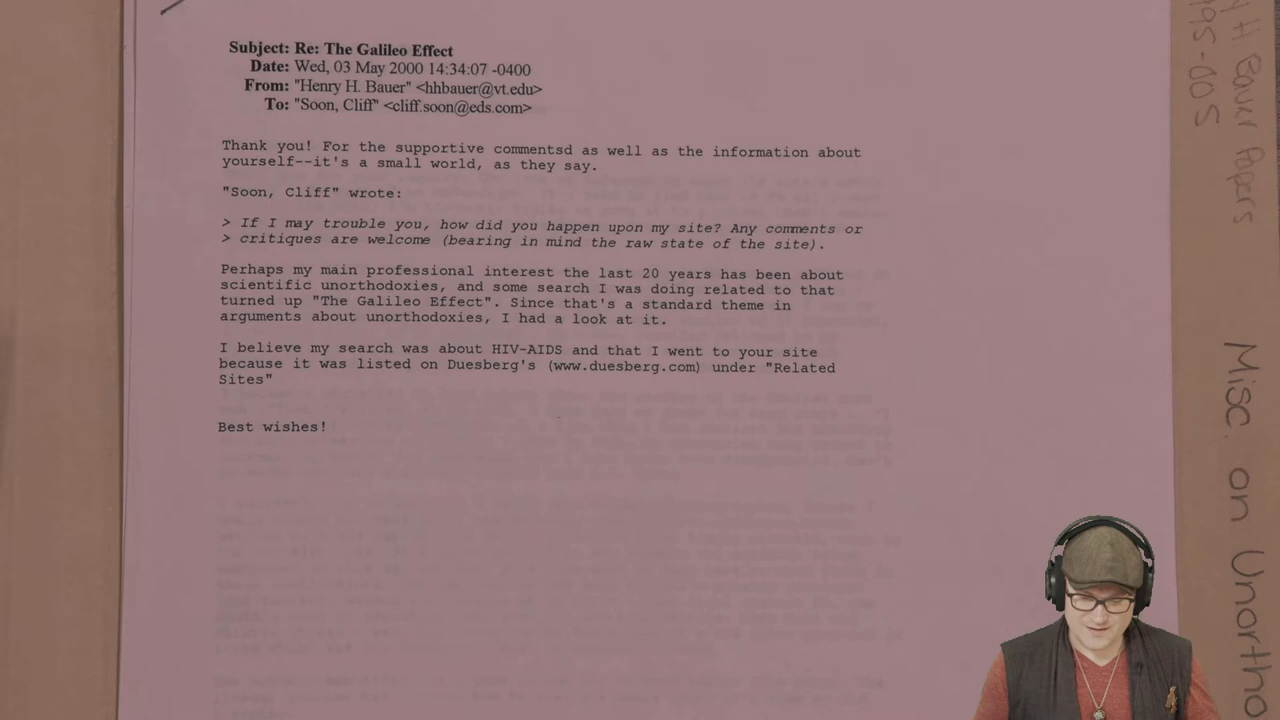 Subject: Re: The Galileo Effect
Date: Wed, 03 May 2000 14:34:07 -0400
From: "Henry H. Bauer" <hhbauer@vt.edu>
To: "Soon, Cliff" <cliff.soon@eds.com>
Thank you! For the supportive commentsd as well as the information about
yourself--it's a small world, as they say.
"Soon, Cliff" wrote:
> If I may trouble you, how did you happen upon my site? Any comments or
> critiques are welcome (bearing in mind the raw state of the site).
Perhaps my main professional interest the last 20 years has been about
scientific unorthodoxies, and some search I was doing related to that
turned up "The Galileo Effect". Since that's a standard theme in
arguments about unorthodoxies, I had a look at it.
I believe my search was about HIV-AIDS and that I went to your site
because it was listed on Duesberg's (www.duesberg.com) under "Related
Sites"
Best wishes!
H Bauer Papers
95-005
Misc. on Unortho